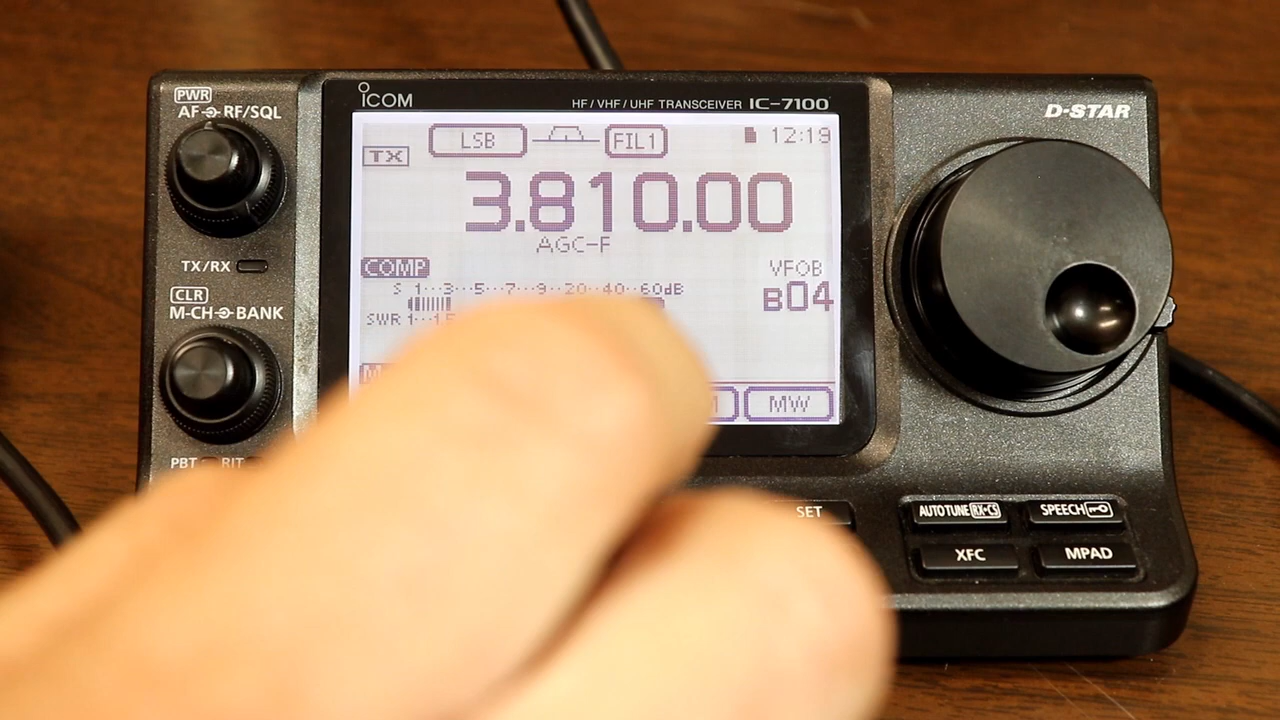 ICOM
HF/VHF/UHF TRANSCEIVER IC-7100
D-STAR
PWR
AF RF/SQL
TX/RX
CLR
M-CH BANK
PBT RIT
LSB
FIL1
12:19
TX
3.810.00
AGC-F
COMP
VFOB
B04
S 1···3···5···7···9··20··40··60dB
SWR 1···1
MW
SET
AUTO TUNE RX→CS
SPEECH
XFC
MPAD